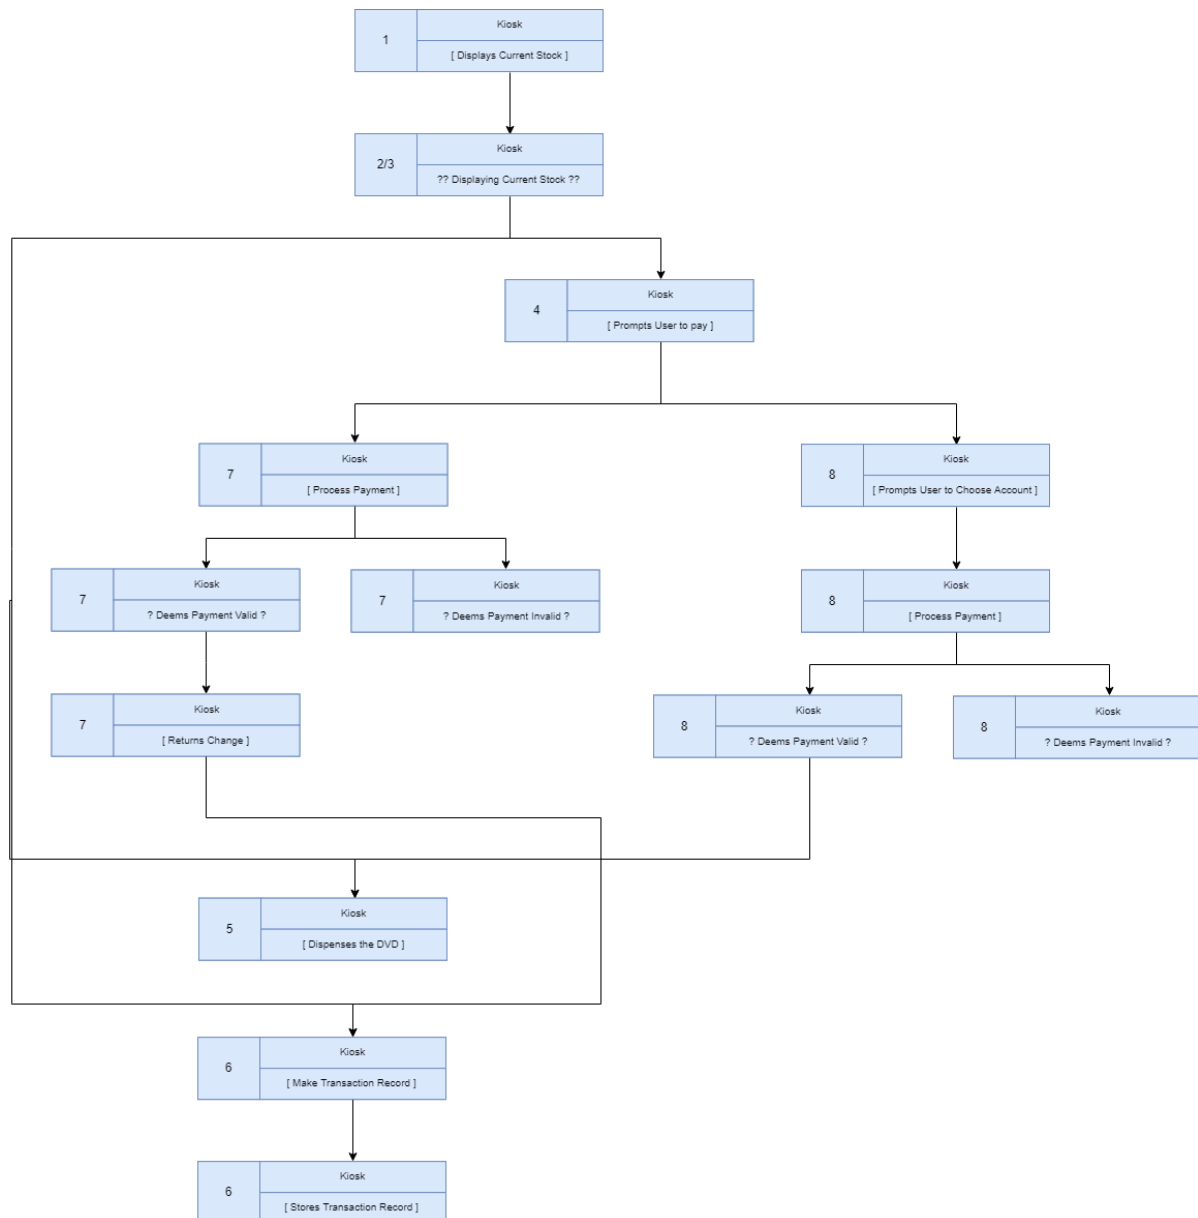 1
Kiosk
[ Displays Current Stock ]
2/3
Kiosk
?? Displaying Current Stock ??
4
Kiosk
[ Prompts User to pay ]
7
Kiosk
[ Process Payment ]
8
Kiosk
[ Prompts User to Choose Account ]
7
Kiosk
? Deems Payment Valid ?
7
Kiosk
? Deems Payment Invalid ?
8
Kiosk
[ Process Payment ]
7
Kiosk
[ Returns Change ]
8
Kiosk
? Deems Payment Valid ?
8
Kiosk
? Deems Payment Invalid ?
5
Kiosk
[ Dispenses the DVD ]
6
Kiosk
[ Make Transaction Record ]
6
Kiosk
[ Stores Transaction Record ]